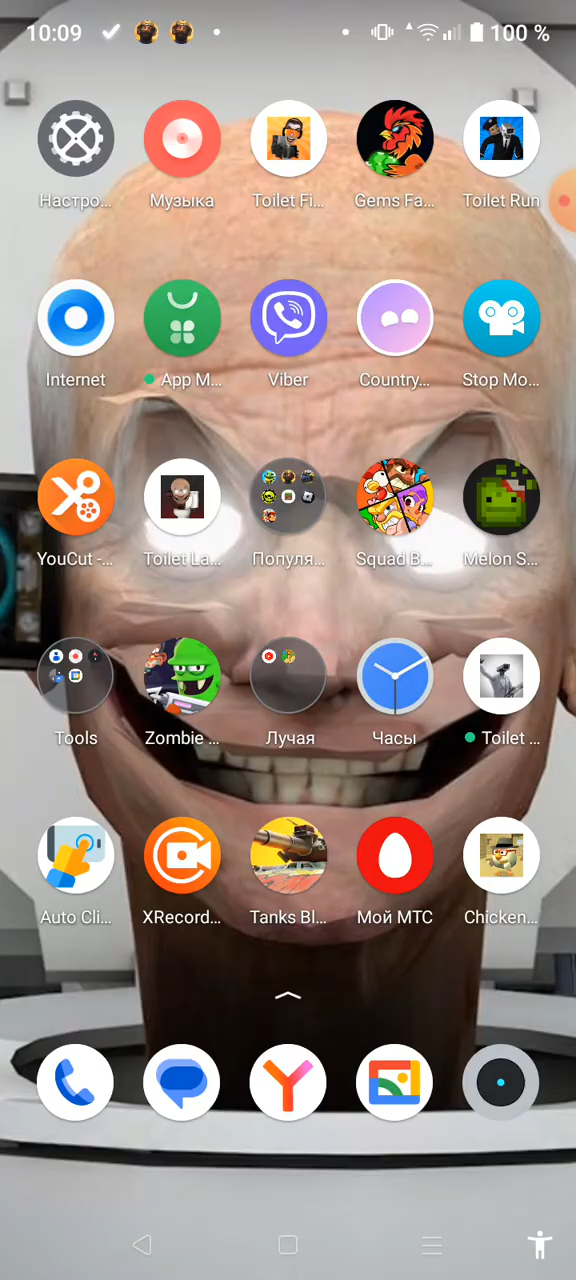 10:09
100 %
Настро...
Музыка
Toilet Fi...
Gems Fa...
Toilet Run
Internet
App M...
Viber
Country...
Stop Mo...
YouCut -...
Toilet La...
Популя...
Squad B...
Melon S...
Tools
Zombie ...
Лучая
Часы
Toilet ...
Auto Cli...
XRecord...
Tanks Bl...
Мой МТС
Chicken...